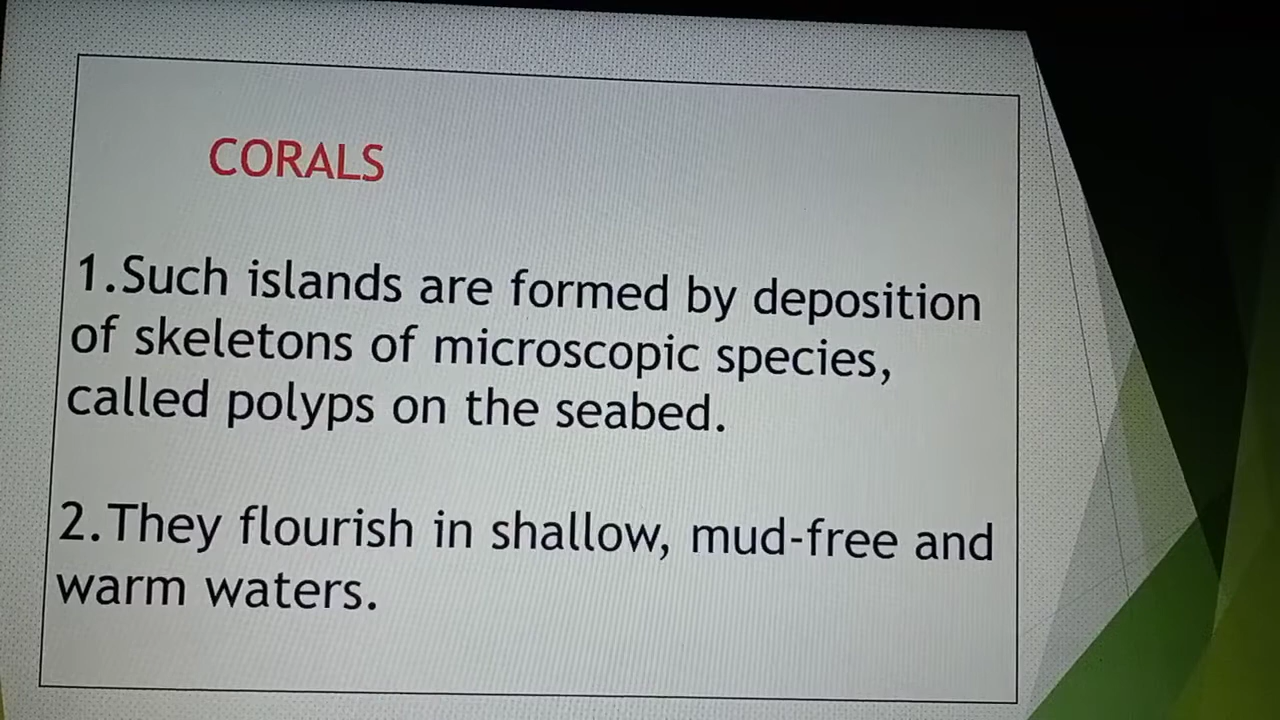 CORALS
1.Such islands are formed by deposition
of skeletons of microscopic species,
called polyps on the seabed.
2.They flourish in shallow, mud-free and
warm waters.